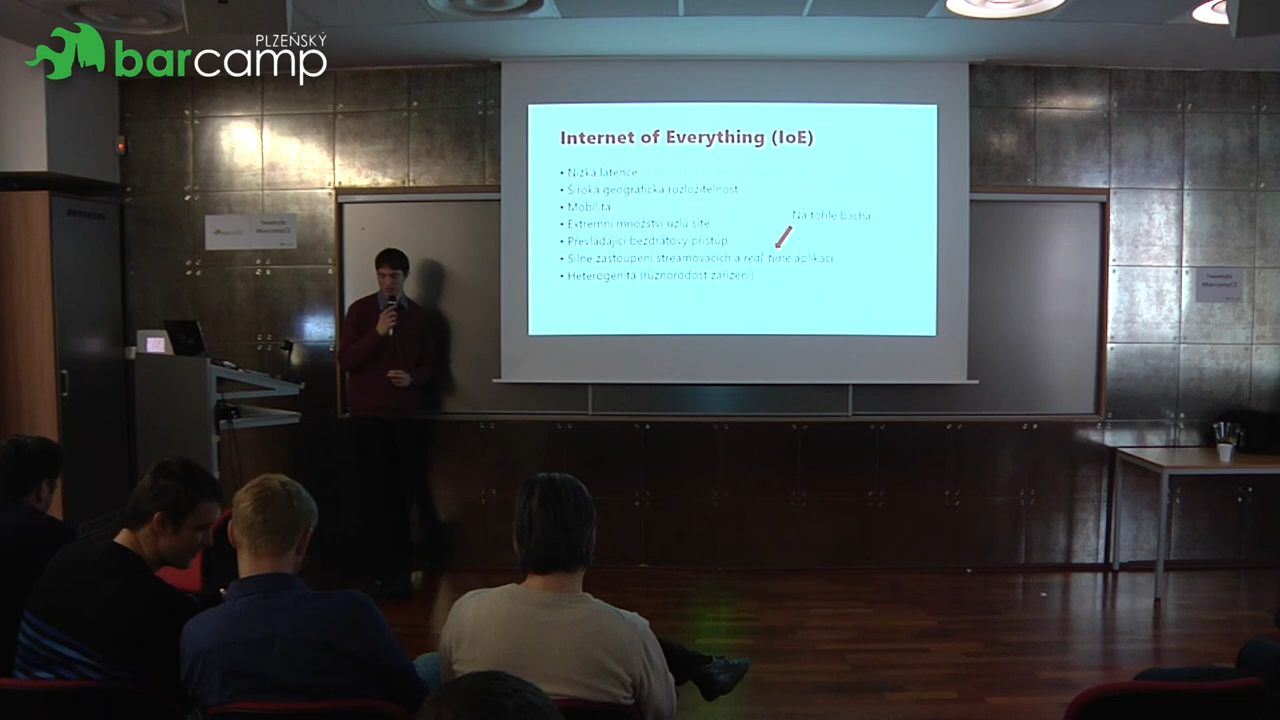 PLZEŇSKÝ
barcamp
Internet of Everything (IoE)
• Nízká latence
• Široká geografická rozložitelnost
• Mobilita
• Extrémní množství uzlů sítě
• Převládající bezdrátový přístup
• Silné zastoupení streamovacích a real-time aplikací
• Heterogenita (různorodost zařízení)
Na tohle bacha...